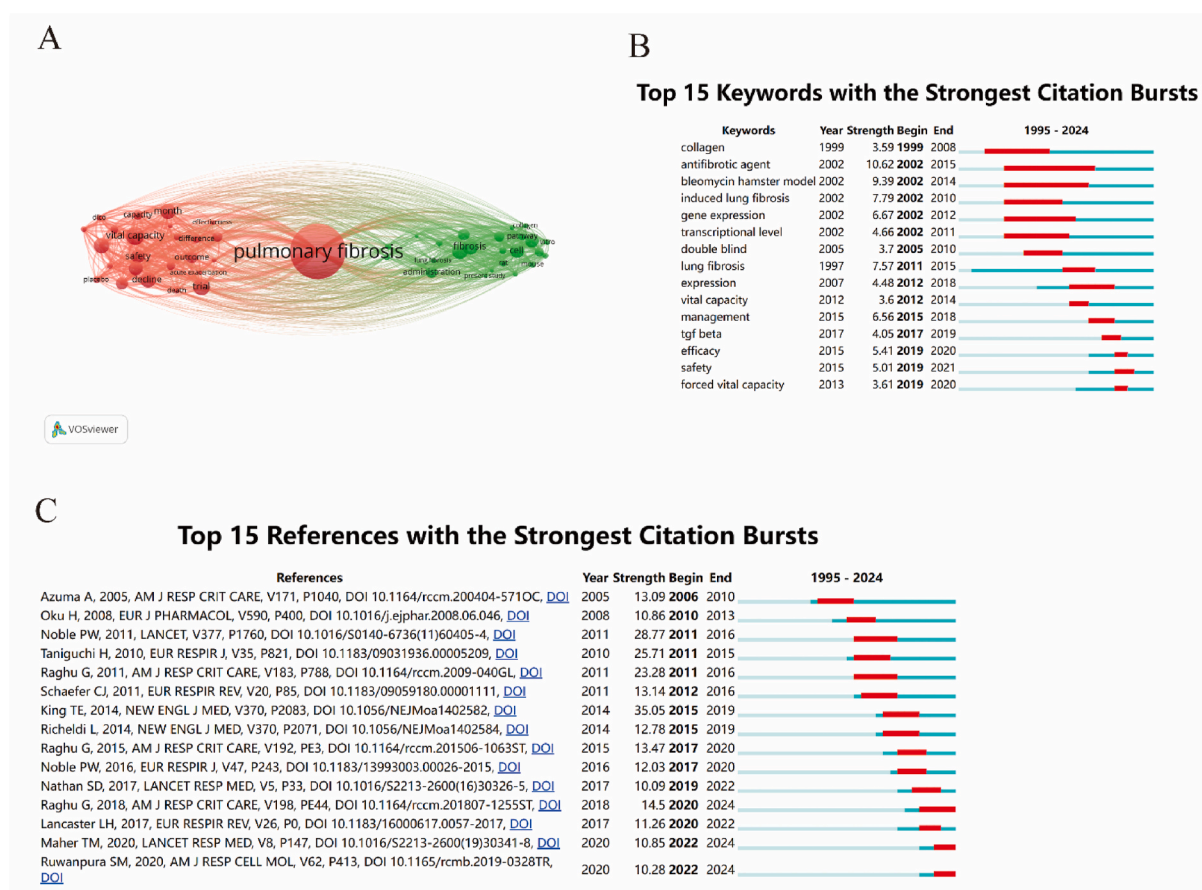 A
dlco
capacity
month
effectiveness
vital capacity
difference
safety
outcome
acute exacerbation
placebo
decline
death
trial
pulmonary fibrosis
collagen
pathway
fibrosis
cell
vitro
lung fibrosis
rat
mouse
administration
present study
VOSviewer
B
Top 15 Keywords with the Strongest Citation Bursts
Keywords Year Strength Begin End 1995 - 2024
collagen 1999 3.59 1999 2008
antifibrotic agent 2002 10.62 2002 2015
bleomycin hamster model 2002 9.39 2002 2014
induced lung fibrosis 2002 7.79 2002 2010
gene expression 2002 6.67 2002 2012
transcriptional level 2002 4.66 2002 2011
double blind 2005 3.7 2005 2010
lung fibrosis 1997 7.57 2011 2015
expression 2007 4.48 2012 2018
vital capacity 2012 3.6 2012 2014
management 2015 6.56 2015 2018
tgf beta 2017 4.05 2017 2019
efficacy 2015 5.41 2019 2020
safety 2015 5.01 2019 2021
forced vital capacity 2013 3.61 2019 2020
C
Top 15 References with the Strongest Citation Bursts
References Year Strength Begin End 1995 - 2024
Azuma A, 2005, AM J RESP CRIT CARE, V171, P1040, DOI 10.1164/rccm.200404-571OC, DOI 2005 13.09 2006 2010
Oku H, 2008, EUR J PHARMACOL, V590, P400, DOI 10.1016/j.ejphar.2008.06.046, DOI 2008 10.86 2010 2013
Noble PW, 2011, LANCET, V377, P1760, DOI 10.1016/S0140-6736(11)60405-4, DOI 2011 28.77 2011 2016
Taniguchi H, 2010, EUR RESPIR J, V35, P821, DOI 10.1183/09031936.00005209, DOI 2010 25.71 2011 2015
Raghu G, 2011, AM J RESP CRIT CARE, V183, P788, DOI 10.1164/rccm.2009-040GL, DOI 2011 23.28 2011 2016
Schaefer CJ, 2011, EUR RESPIR REV, V20, P85, DOI 10.1183/09059180.00001111, DOI 2011 13.14 2012 2016
King TE, 2014, NEW ENGL J MED, V370, P2083, DOI 10.1056/NEJMoa1402582, DOI 2014 35.05 2015 2019
Richeldi L, 2014, NEW ENGL J MED, V370, P2071, DOI 10.1056/NEJMoa1402584, DOI 2014 12.78 2015 2019
Raghu G, 2015, AM J RESP CRIT CARE, V192, PE3, DOI 10.1164/rccm.201506-1063ST, DOI 2015 13.47 2017 2020
Noble PW, 2016, EUR RESPIR J, V47, P243, DOI 10.1183/13993003.00026-2015, DOI 2016 12.03 2017 2020
Nathan SD, 2017, LANCET RESP MED, V5, P33, DOI 10.1016/S2213-2600(16)30326-5, DOI 2017 10.09 2019 2022
Raghu G, 2018, AM J RESP CRIT CARE, V198, PE44, DOI 10.1164/rccm.201807-1255ST, DOI 2018 14.5 2020 2024
Lancaster LH, 2017, EUR RESPIR REV, V26, P0, DOI 10.1183/16000617.0057-2017, DOI 2017 11.26 2020 2022
Maher TM, 2020, LANCET RESP MED, V8, P147, DOI 10.1016/S2213-2600(19)30341-8, DOI 2020 10.85 2022 2024
Ruwanpura SM, 2020, AM J RESP CELL MOL, V62, P413, DOI 10.1165/rcmb.2019-0328TR, 2020 10.28 2022 2024
DOI